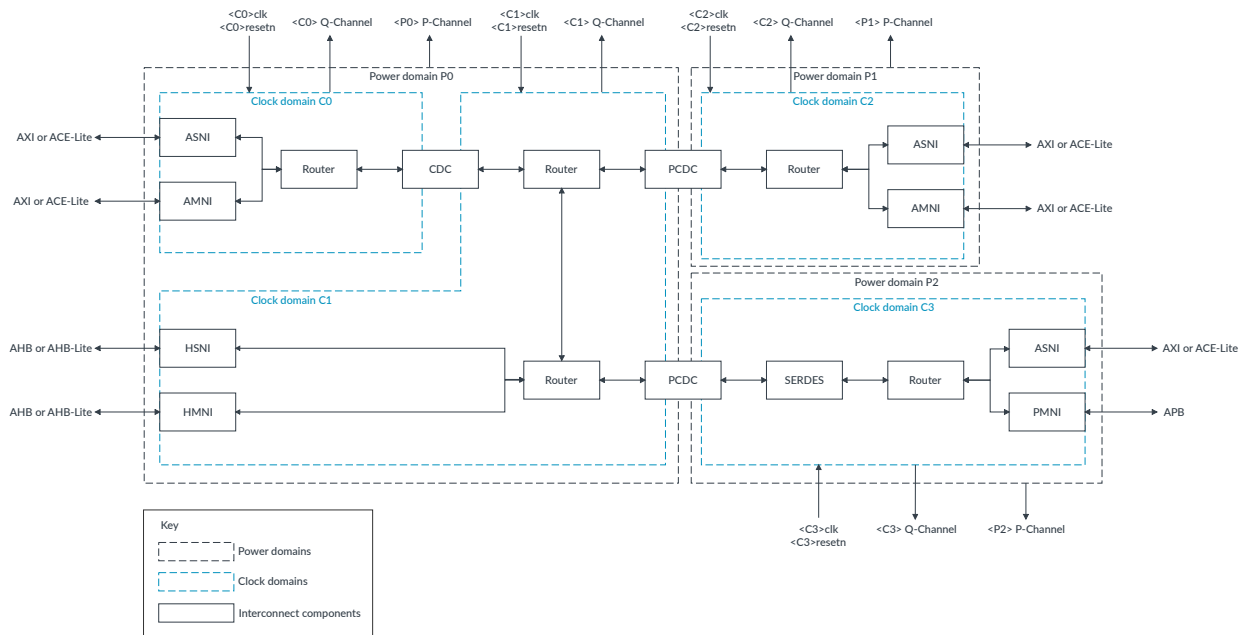 <C0>clk
<C0>resetn
<C0> Q-Channel
<P0> P-Channel
<C1>clk
<C1>resetn
<C1> Q-Channel
<C2>clk
<C2>resetn
<C2> Q-Channel
<P1> P-Channel
Power domain P0
Power domain P1
Clock domain C0
Clock domain C2
AXI or ACE-Lite
ASNI
ASNI
AXI or ACE-Lite
Router
CDC
Router
PCDC
Router
AXI or ACE-Lite
AMNI
AMNI
AXI or ACE-Lite
Power domain P2
Clock domain C1
Clock domain C3
AHB or AHB-Lite
HSNI
ASNI
AXI or ACE-Lite
Router
PCDC
SERDES
Router
AHB or AHB-Lite
HMNI
PMNI
APB
<C3>clk
<C3>resetn
<C3> Q-Channel
<P2> P-Channel
Key
Power domains
Clock domains
Interconnect components